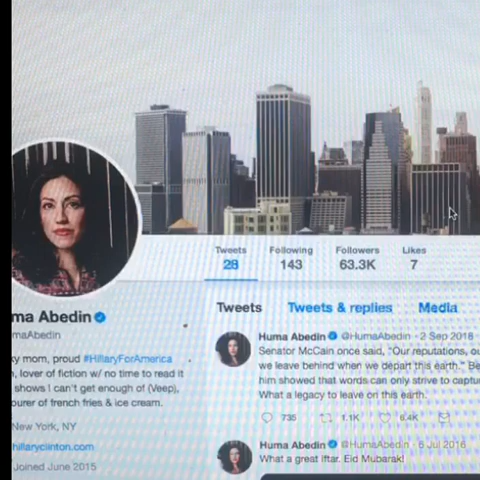 Tweets Following Followers Likes
28 143 63.3K 7
ma Abedin
maAbedin
ky mom, proud #HillaryForAmerica
, lover of fiction w/ no time to read it
shows I can't get enough of (Veep),
ourer of french fries & ice cream.
New York, NY
hillaryclinton.com
Joined June 2015
Tweets Tweets & replies Media
Huma Abedin @HumaAbedin · 2 Sep 2018
Senator McCain once said, "Our reputations, ou
we leave behind when we depart this earth." Be
him showed that words can only strive to captu
What a legacy to leave on this earth.
735 1.1K 6.4K
Huma Abedin @HumaAbedin · 6 Jul 2016
What a great iftar. Eid Mubarak!